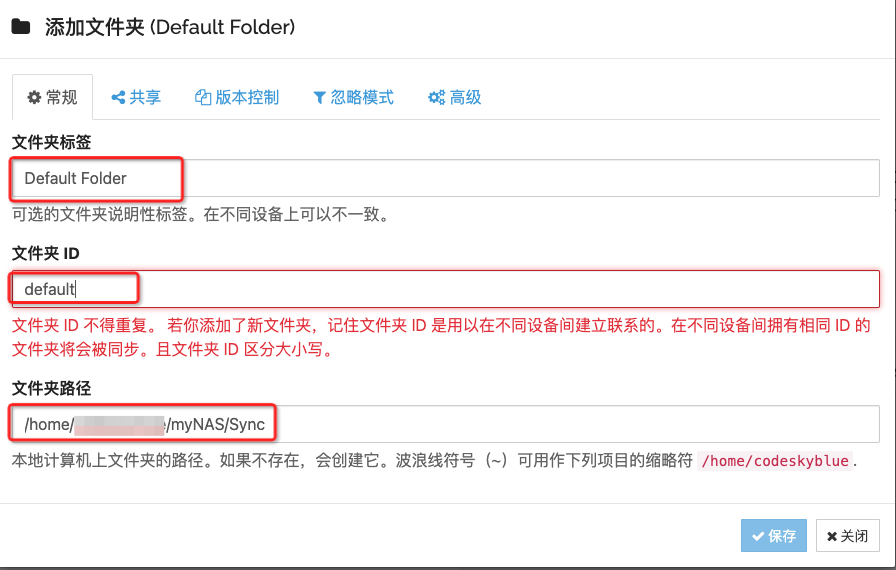 添加文件夹 (Default Folder)
常规 共享 版本控制 忽略模式 高级
文件夹标签
Default Folder
可选的文件夹说明性标签。在不同设备上可以不一致。
文件夹 ID
default
文件夹 ID 不得重复。 若你添加了新文件夹，记住文件夹 ID 是用以在不同设备间建立联系的。在不同设备间拥有相同 ID 的
文件夹将会被同步。且文件夹 ID 区分大小写。
文件夹路径
/home/ /myNAS/Sync
本地计算机上文件夹的路径。如果不存在，会创建它。波浪线符号（~）可用作下列项目的缩略符 /home/codeskyblue.
保存 关闭